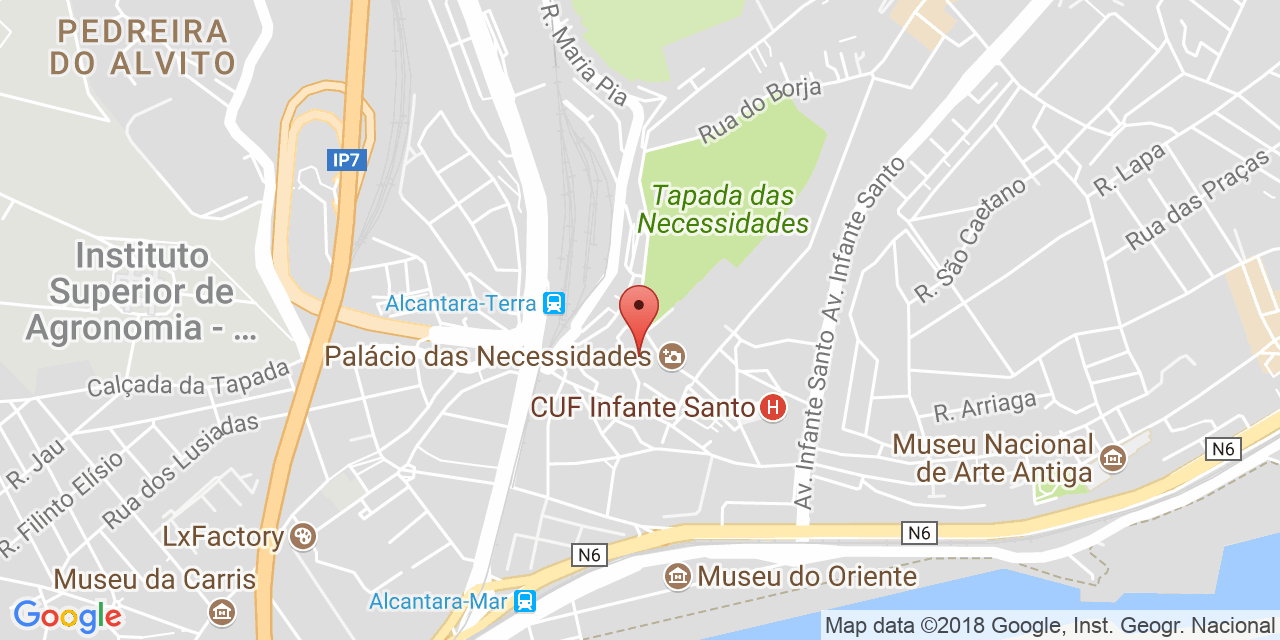 PEDREIRA
DO ALVITO
R. Maria Pia
Rua do Borja
IP7
Tapada das
Necessidades
Av. Infante Santo
R. São Caetano
R. Lapa
Rua das Praças
Instituto
Superior de
Agronomia - ...
Alcantara-Terra
Palácio das Necessidades
Calçada da Tapada
CUF Infante Santo
H
Av. Infante Santo
R. Arriaga
Museu Nacional
de Arte Antiga
N6
R. Jau
R. Filinto Elísio
Rua dos Lusiadas
LxFactory
N6
N6
Museu da Carris
Museu do Oriente
Alcantara-Mar
Google
Map data ©2018 Google, Inst. Geogr. Nacional